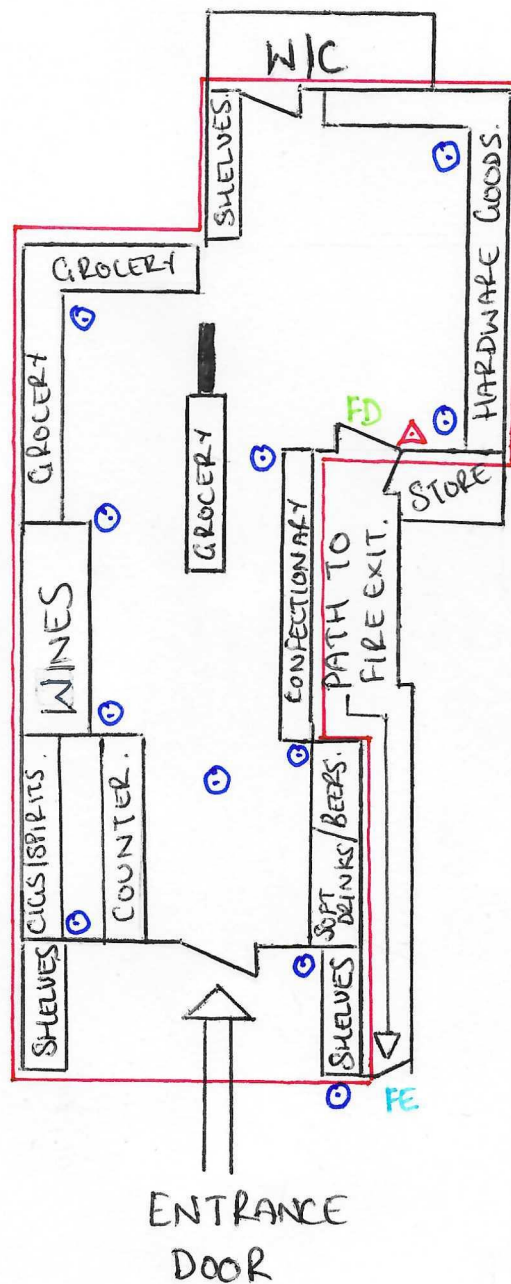 W/C
SHELVES.
HARDWARE GOODS.
GROCERY
GROCERY
GROCERY
FD
STORE
CONFECTIONARY
PATH TO
FIRE EXIT.
WINES
CIGS/SPIRITS.
COUNTER.
SOFT
DRINKS/BEERS.
SHELVES
SHELVES
FE
ENTRANCE
DOOR